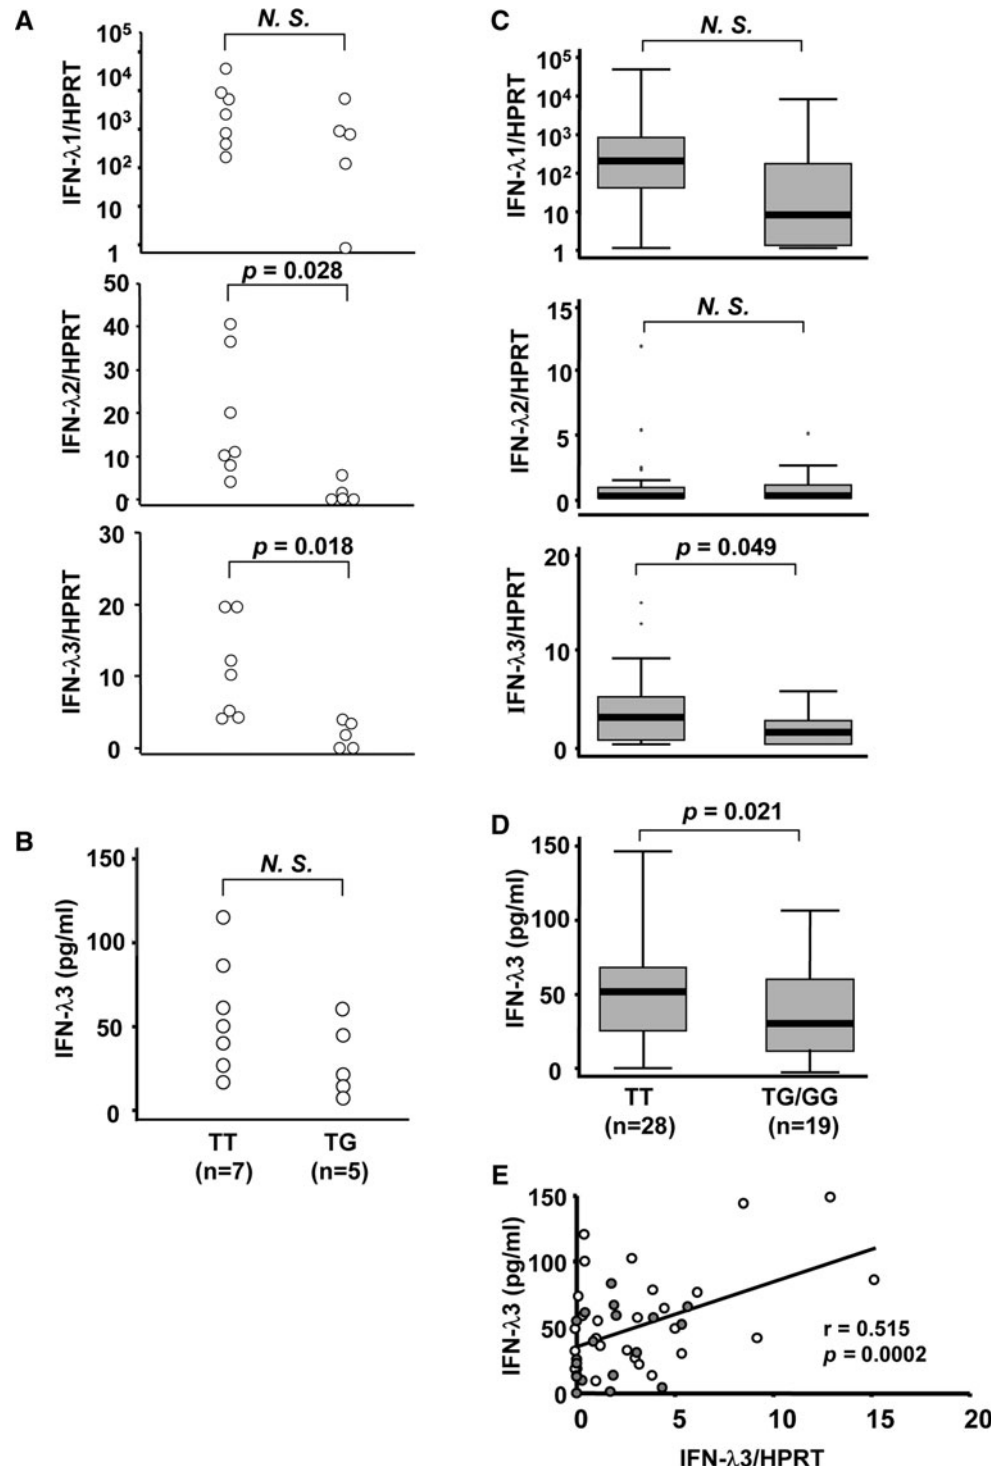 A
N. S.
IFN-λ1/HPRT
10⁵
10⁴
10³
10²
10
1
p = 0.028
IFN-λ2/HPRT
50
40
30
20
10
0
p = 0.018
IFN-λ3/HPRT
30
20
10
0
B
N. S.
IFN-λ3 (pg/ml)
150
100
50
0
TT
TG
(n=7)
(n=5)
C
N. S.
IFN-λ1/HPRT
10⁵
10⁴
10³
10²
10
1
N. S.
IFN-λ2/HPRT
15
10
5
0
p = 0.049
IFN-λ3/HPRT
20
10
0
D
p = 0.021
IFN-λ3 (pg/ml)
150
100
50
0
TT
TG/GG
(n=28)
(n=19)
E
IFN-λ3 (pg/ml)
150
100
50
0
r = 0.515
p = 0.0002
0 5 10 15 20
IFN-λ3/HPRT